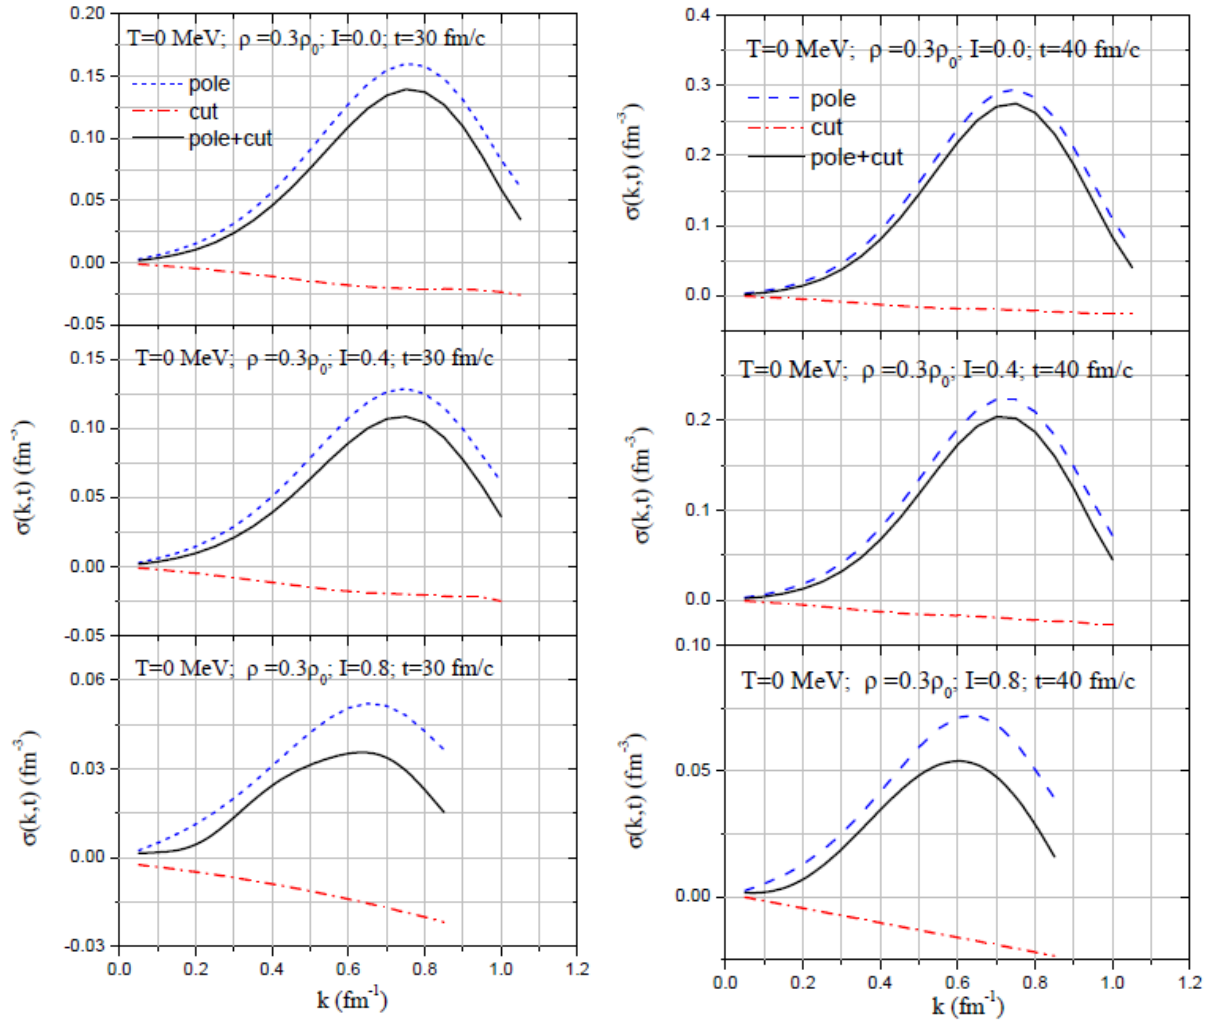 0.20
T=0 MeV; ρ =0.3ρ₀; I=0.0; t=30 fm/c
0.15
pole
cut
pole+cut
0.10
0.05
0.00
-0.05
T=0 MeV; ρ =0.3ρ₀; I=0.4; t=30 fm/c
0.15
0.10
0.05
0.00
-0.05
σ(k,t) (fm⁻³)
T=0 MeV; ρ =0.3ρ₀; I=0.8; t=30 fm/c
0.06
0.03
0.00
-0.03
σ(k,t) (fm⁻³)
0.0 0.2 0.4 0.6 0.8 1.0 1.2
k (fm⁻¹)
0.4
T=0 MeV; ρ =0.3ρ₀; I=0.0; t=40 fm/c
0.3
pole
cut
pole+cut
0.2
0.1
0.0
σ(k,t) (fm⁻³)
T=0 MeV; ρ =0.3ρ₀; I=0.4; t=40 fm/c
0.2
0.1
0.0
σ(k,t) (fm⁻³)
0.10
T=0 MeV; ρ =0.3ρ₀; I=0.8; t=40 fm/c
0.05
0.00
σ(k,t) (fm⁻³)
0.0 0.2 0.4 0.6 0.8 1.0 1.2
k (fm⁻¹)